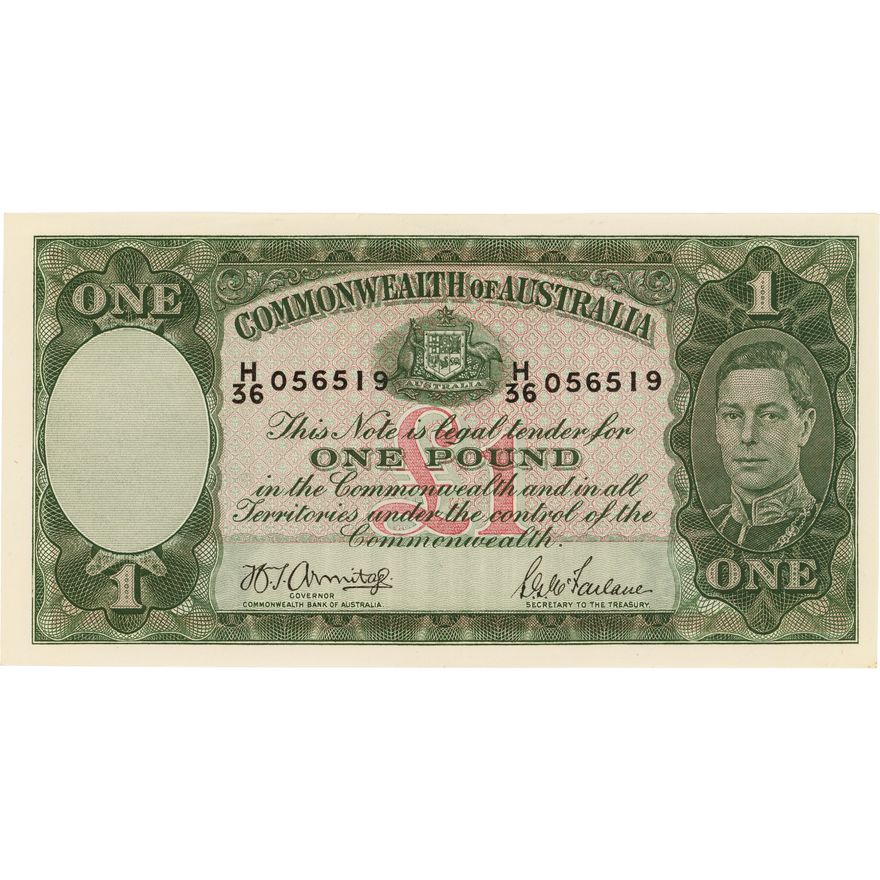 ONE
1
COMMONWEALTH OF AUSTRALIA
AUSTRALIA
H/36 056519 H/36 056519
This Note is legal tender for
ONE POUND
£1
in the Commonwealth and in all
Territories under the control of the
Commonwealth.
H.T. Armitage. S.G. McFarlane
GOVERNOR
COMMONWEALTH BANK OF AUSTRALIA.
SECRETARY TO THE TREASURY.
1
ONE